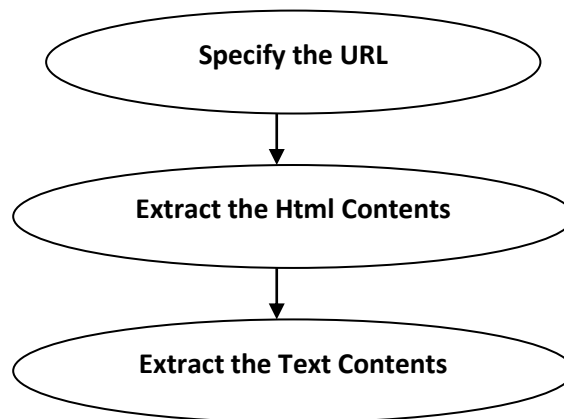 Specify the URL
Extract the Html Contents
Extract the Text Contents